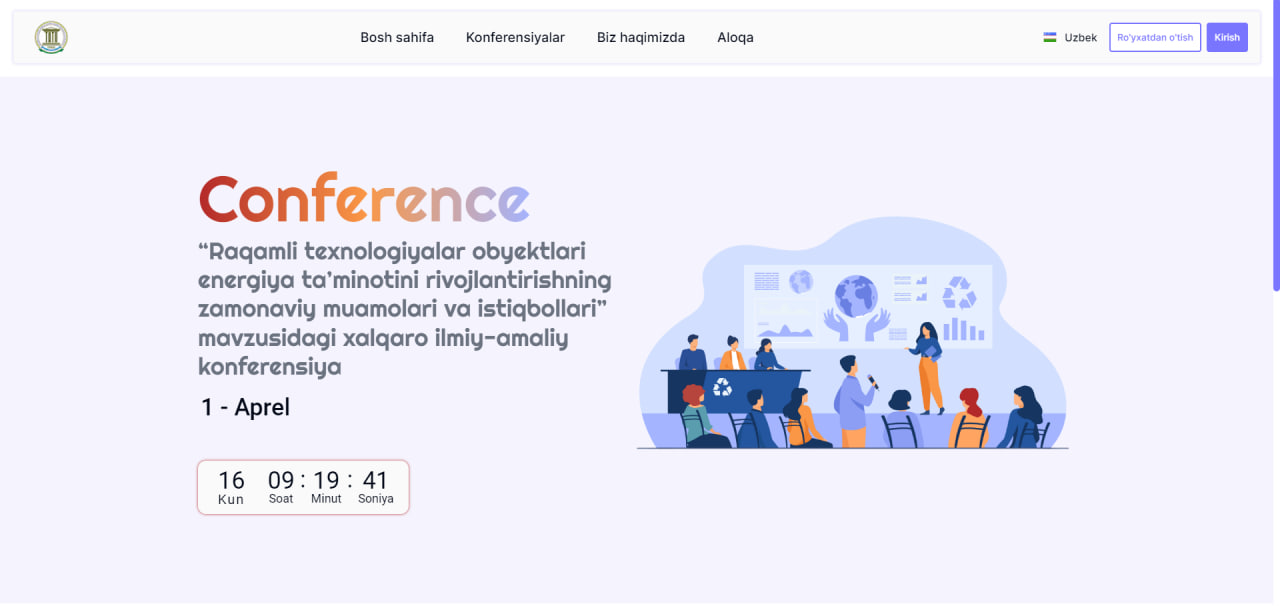 Bosh sahifa Konferensiyalar Biz haqimizda Aloqa Uzbek Ro'yxatdan o'tish Kirish
Conference
“Raqamli texnologiyalar obyektlari
energiya ta’minotini rivojlantirishning
zamonaviy muamolari va istiqbollari”
mavzusidagi xalqaro ilmiy-amaliy
konferensiya
1 - Aprel
16 09 : 19 : 41
Kun Soat Minut Soniya